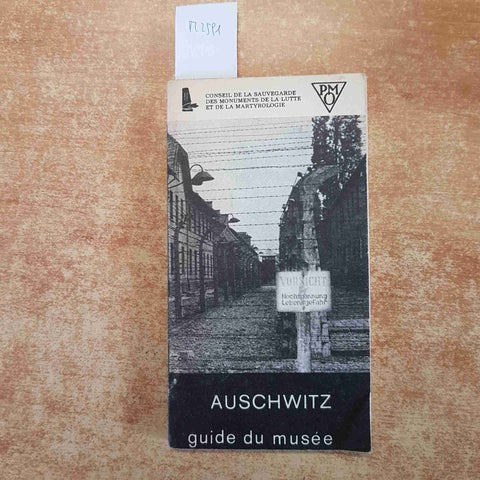 CONSEIL DE LA SAUVEGARDE
DES MONUMENTS DE LA LUTTE
ET DE LA MARTYROLOGIE
PMO
VORSICHT
Hochspannung
Lebensgefahr
AUSCHWITZ
guide du musée